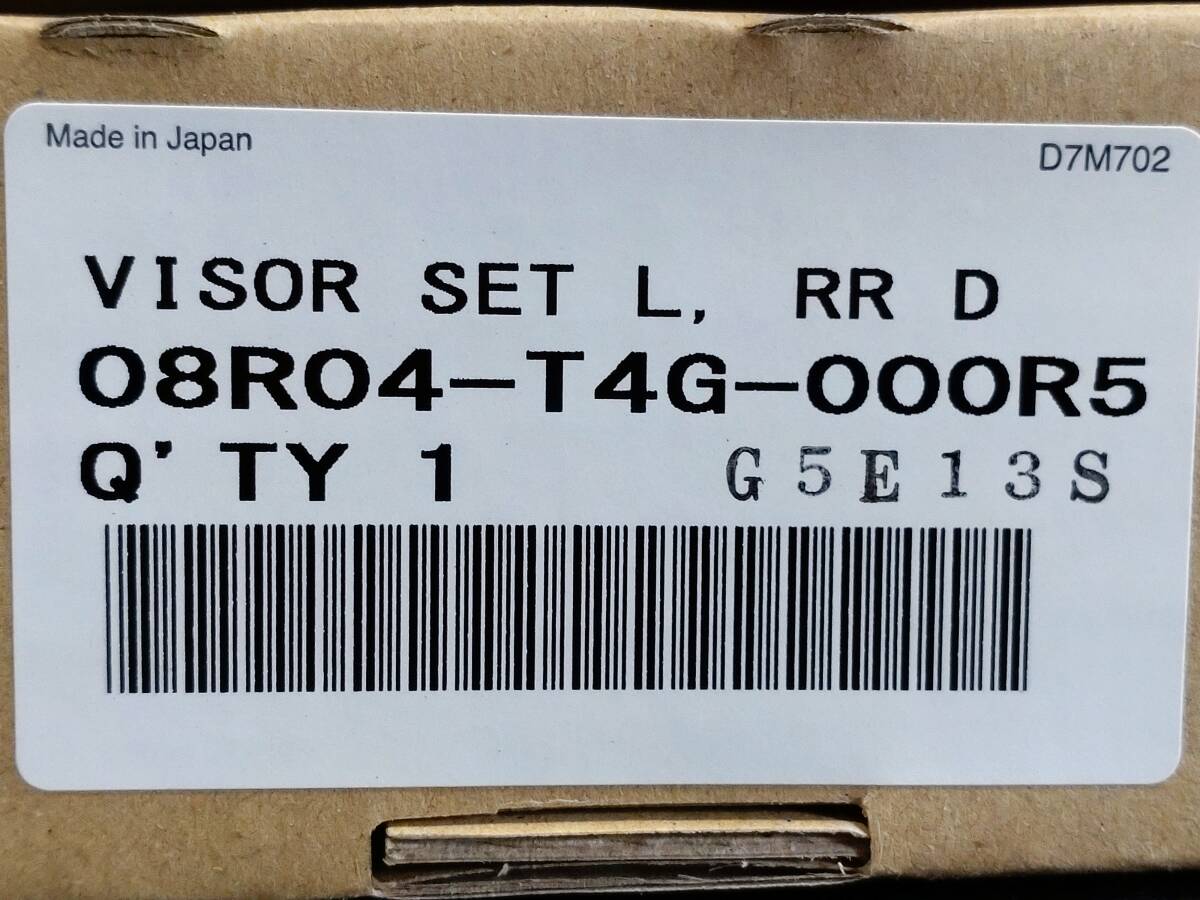 Made in Japan
D7M702
VISOR SET L, RR D
08R04-T4G-000R5
Q'TY 1 G5E13S